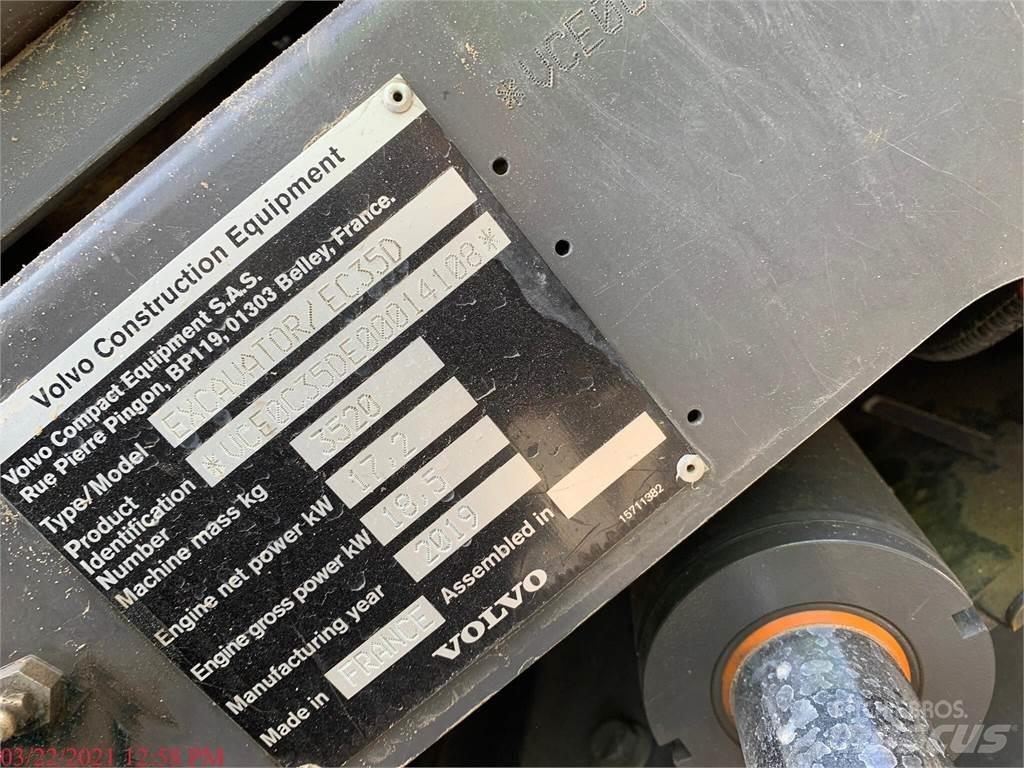 *VCE0C
Volvo Construction Equipment
Volvo Compact Equipment S.A.S.
Rue Pierre Pingon, BP119, 01303 Belley, France.
Type/Model EXCAVATOR/EC35D
Product
Identification
Number *VCE0C35DE00014108*
Machine mass kg 3520
Engine net power kW 17,2
Engine gross power kW 18,5
Manufacturing year 2019
Made in FRANCE Assembled in
VOLVO
15711382
03/22/2021 12:58 PM